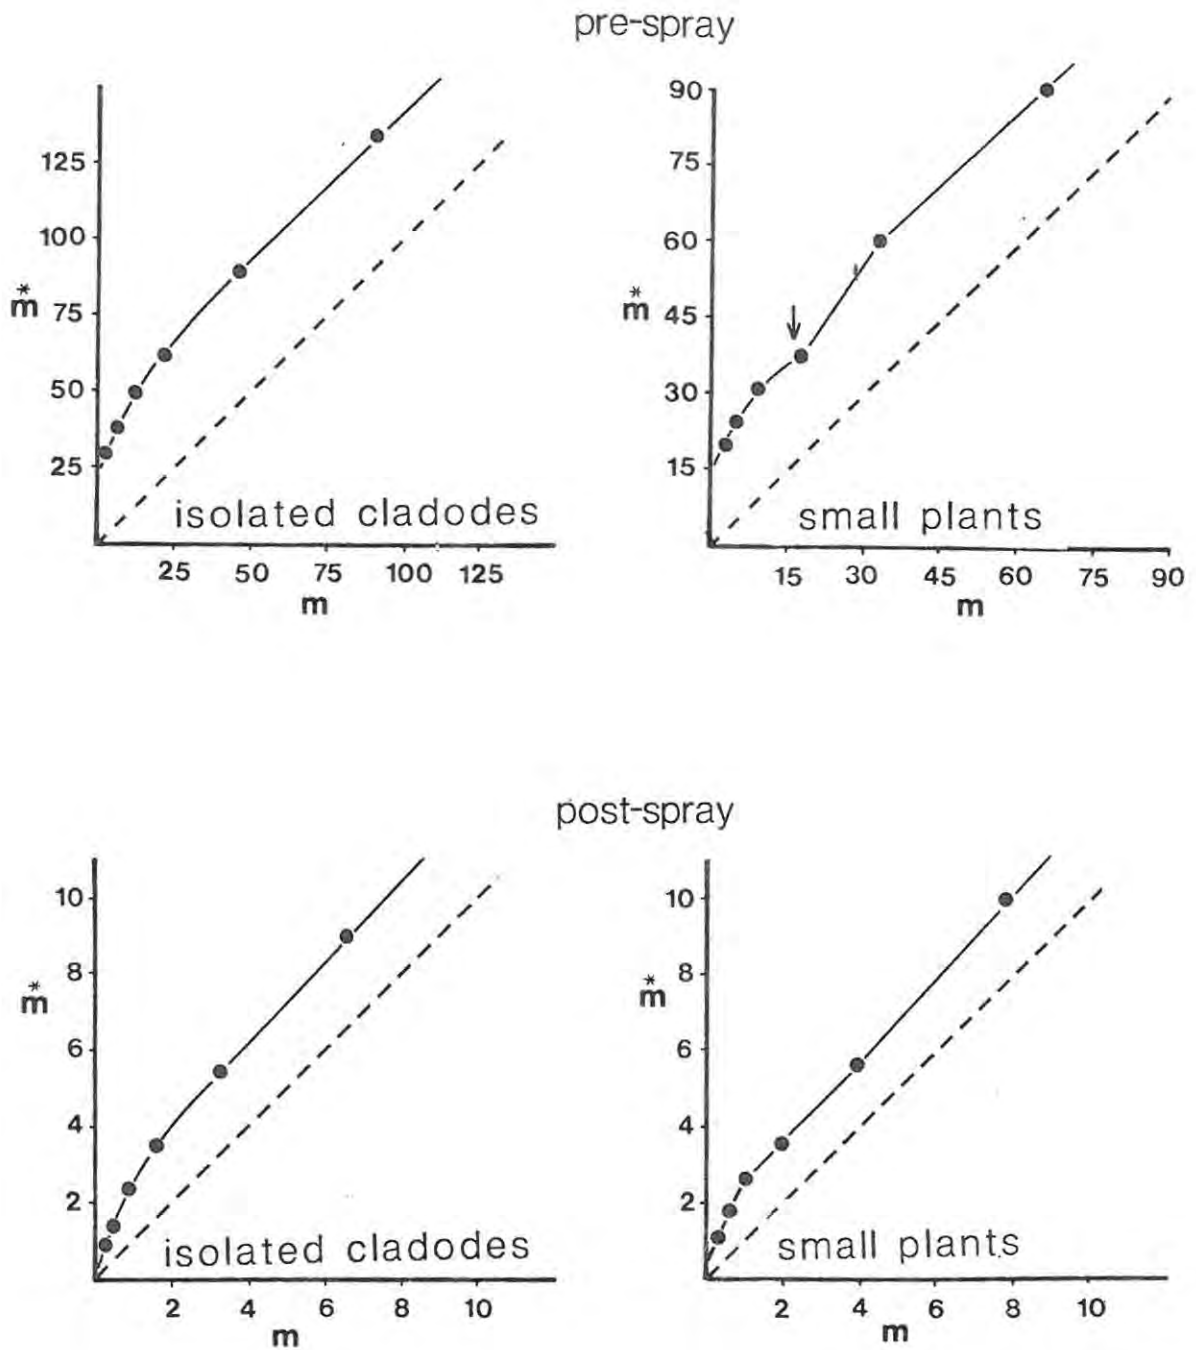 pre-spray
125
100
75
50
25
m*
isolated cladodes
25 50 75 100 125
m
90
75
60
45
30
15
m*
small plants
15 30 45 60 75 90
m
post-spray
10
8
6
4
2
m*
isolated cladodes
2 4 6 8 10
m
10
8
6
4
2
m*
small plants
2 4 6 8 10
m